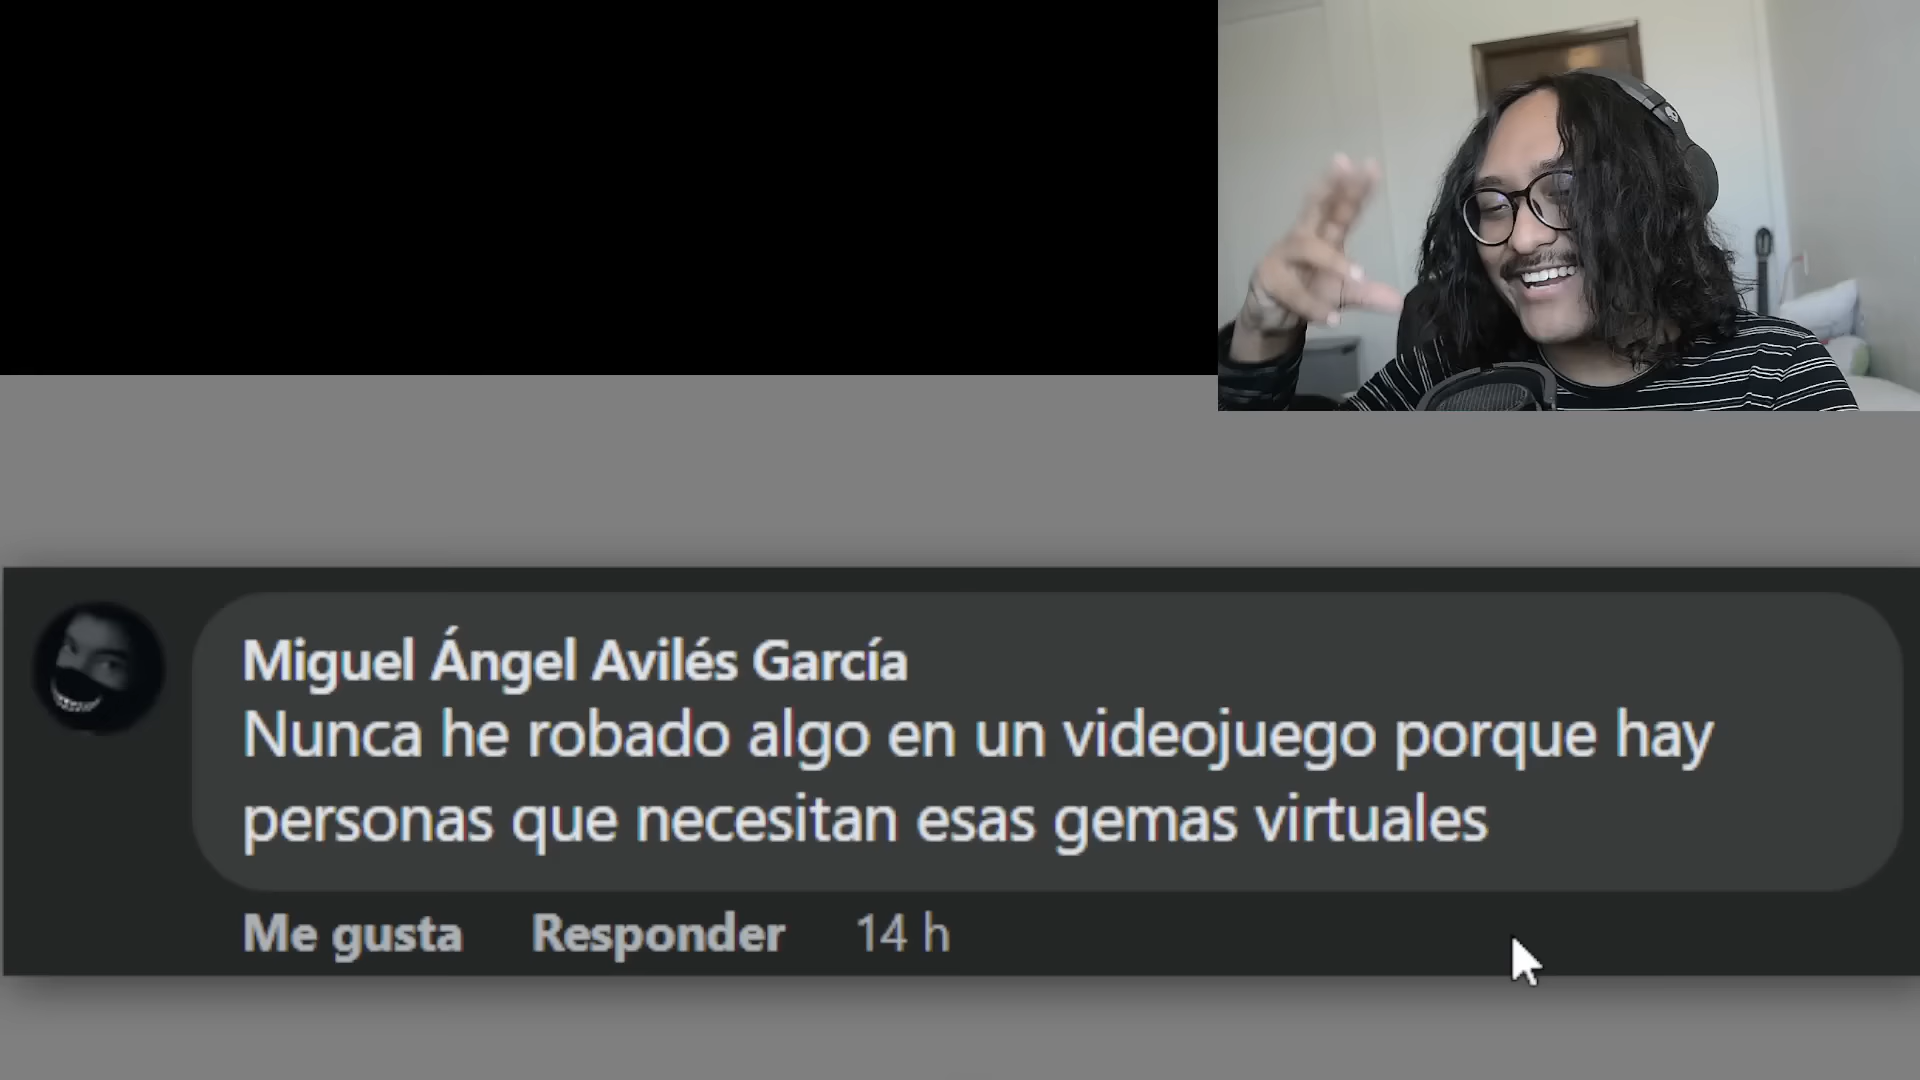 Miguel Ángel Avilés García
Nunca he robado algo en un videojuego porque hay
personas que necesitan esas gemas virtuales
Me gusta Responder 14 h